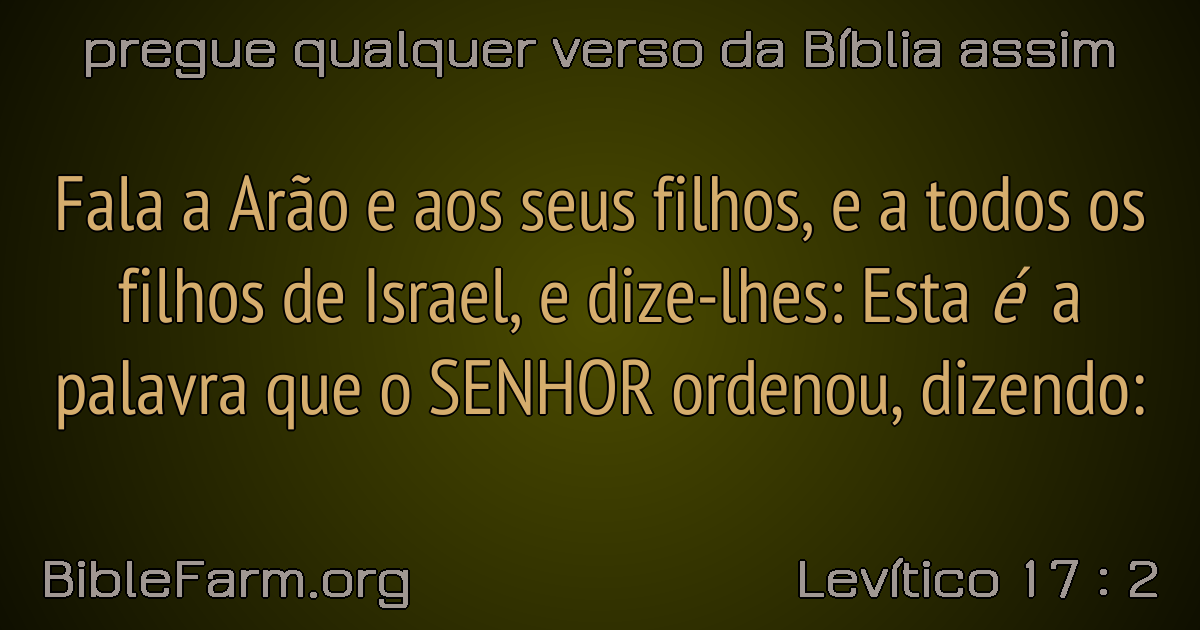 pregue qualquer verso da Bíblia assim
Fala a Arão e aos seus filhos, e a todos os
filhos de Israel, e dize-lhes: Esta é a
palavra que o SENHOR ordenou, dizendo:
BibleFarm.org
Levítico 17 : 2